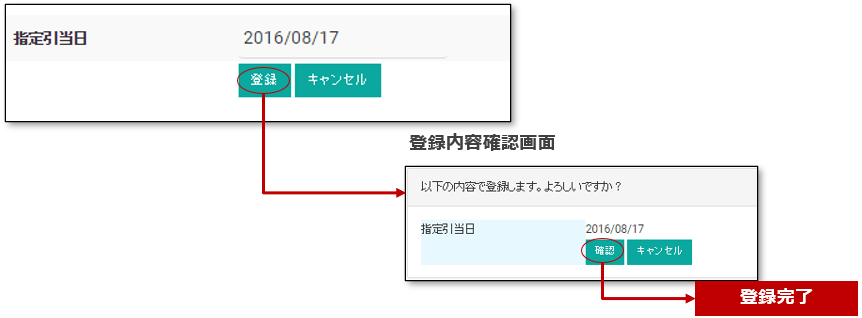 指定引当日 2016/08/17
登録 キャンセル
登録内容確認画面
以下の内容で登録します。よろしいですか？
指定引当日 2016/08/17
確認 キャンセル
登録完了